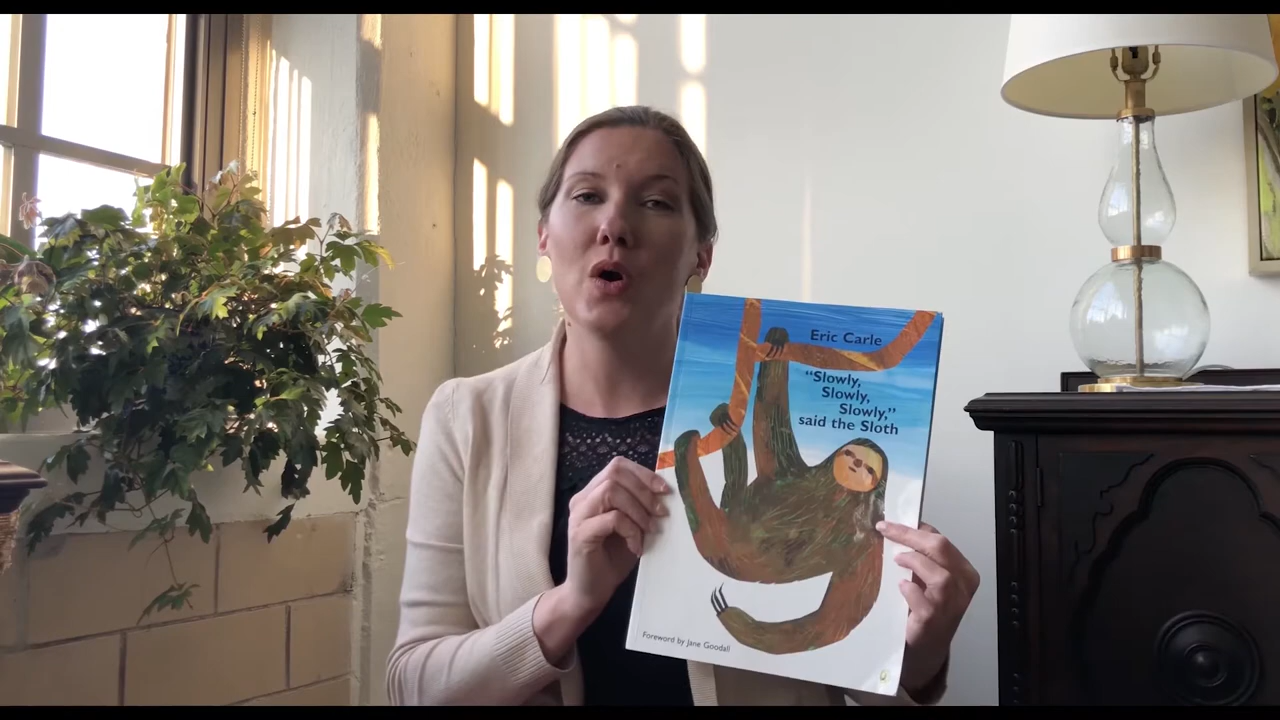 Eric Carle
“Slowly,
Slowly,
Slowly,”
said the Sloth
Foreword by Jane Goodall